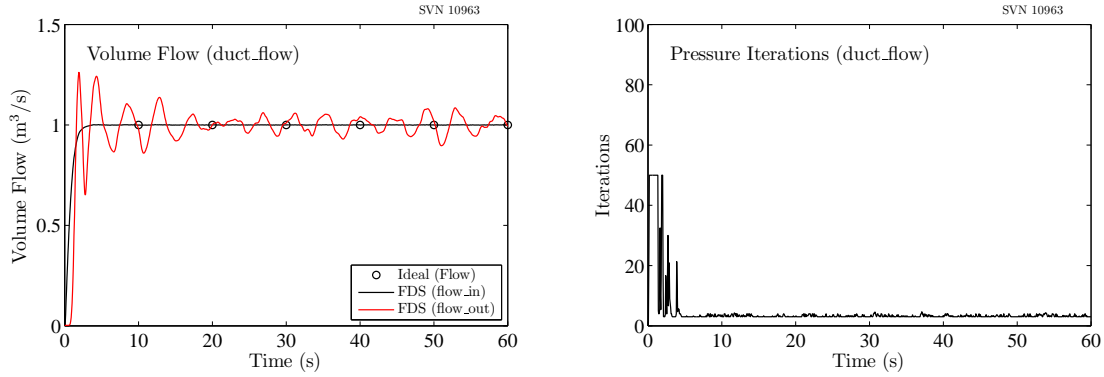 SVN 10963
Volume Flow (duct_flow)
1.5
1
0.5
0
Volume Flow (m³/s)
0 10 20 30 40 50 60
Time (s)
Ideal (Flow)
FDS (flow_in)
FDS (flow_out)
SVN 10963
Pressure Iterations (duct_flow)
100
80
60
40
20
0
Iterations
0 10 20 30 40 50 60
Time (s)